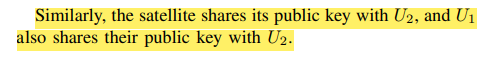 Similarly, the satellite shares its public key with U₂, and U₁
also shares their public key with U₂.